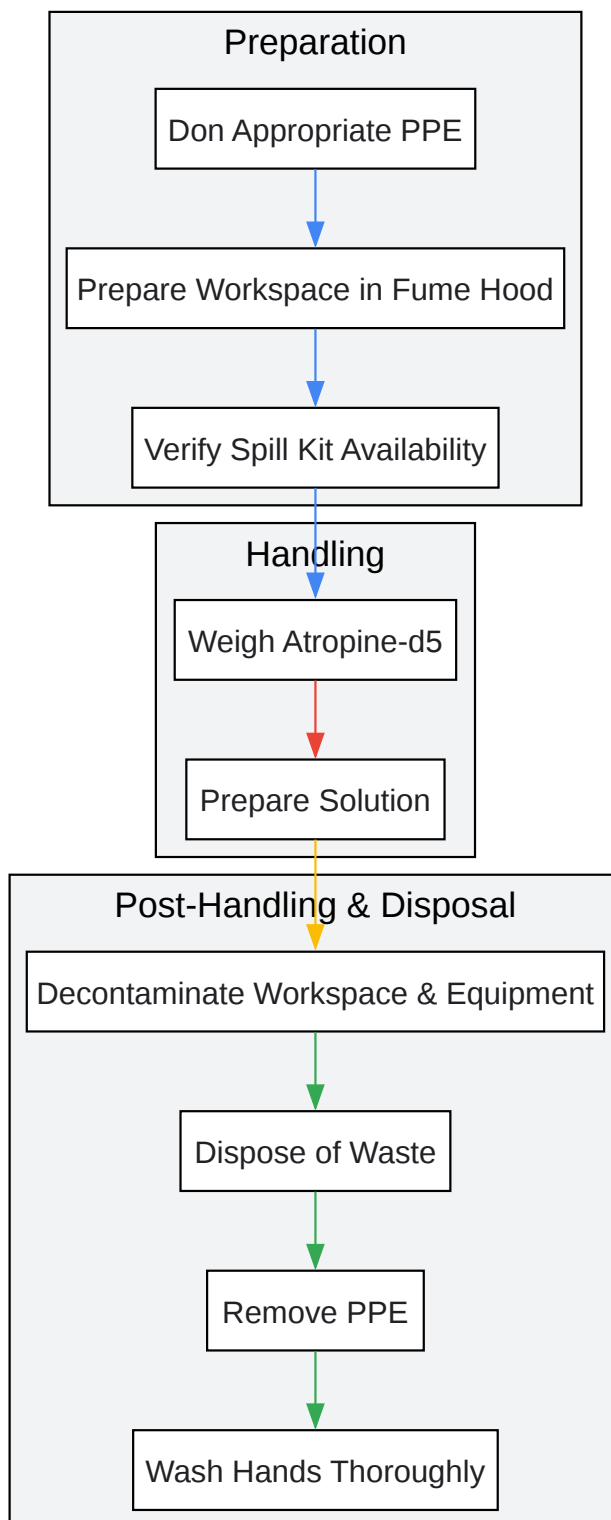 Preparation
Don Appropriate PPE
Prepare Workspace in Fume Hood
Verify Spill Kit Availability
Handling
Weigh Atropine-d5
Prepare Solution
Post-Handling & Disposal
Decontaminate Workspace & Equipment
Dispose of Waste
Remove PPE
Wash Hands Thoroughly